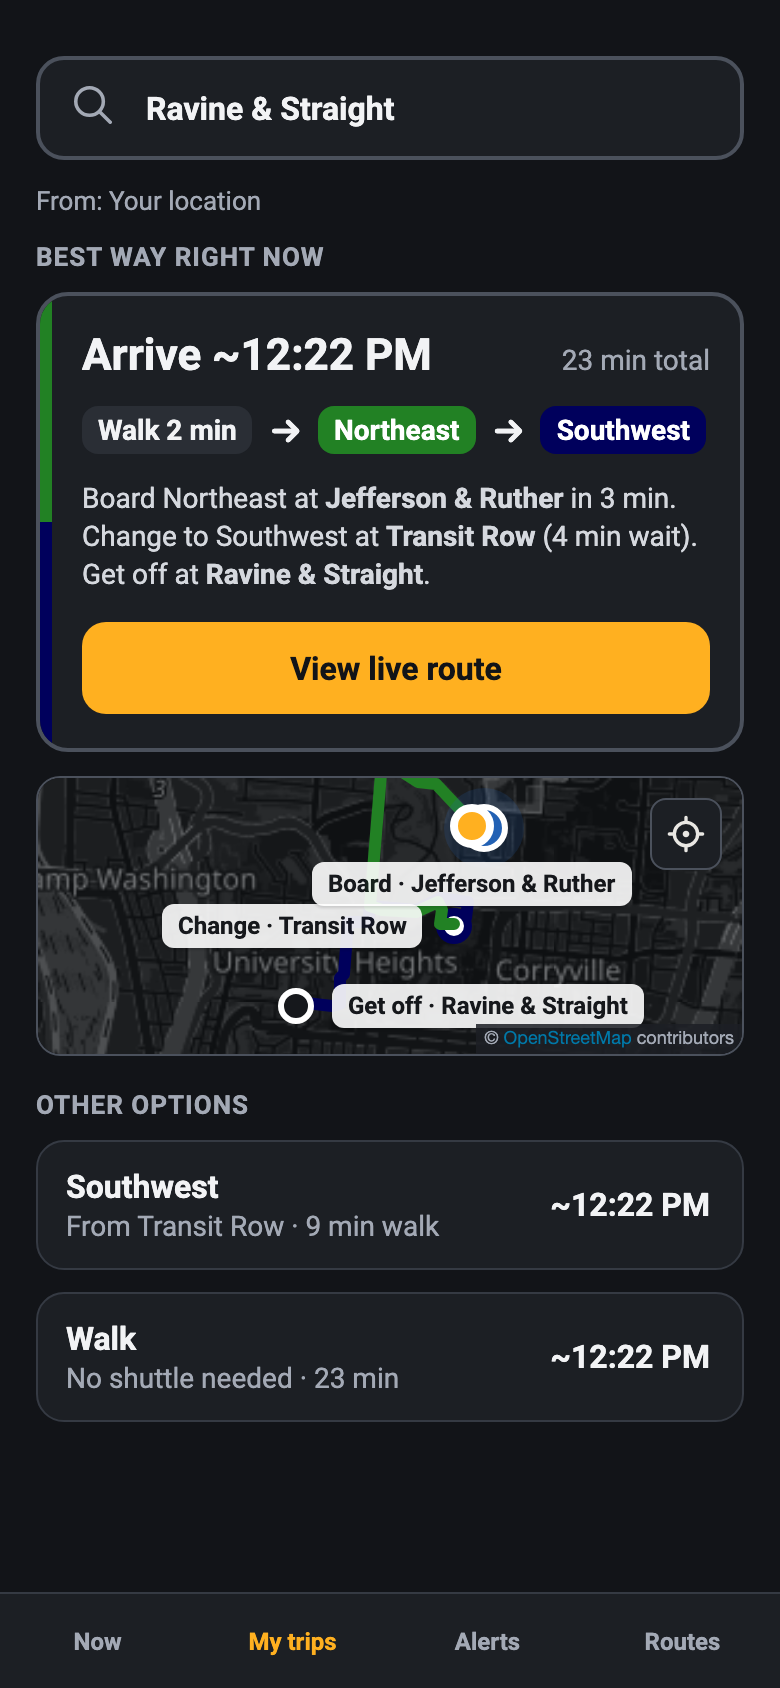 Ravine & Straight
From: Your location
BEST WAY RIGHT NOW
Arrive ~12:22 PM
23 min total
Walk 2 min → Northeast → Southwest
Board Northeast at Jefferson & Ruther in 3 min.
Change to Southwest at Transit Row (4 min wait).
Get off at Ravine & Straight.
View live route
3
amp Washington
Board · Jefferson & Ruther
Change · Transit Row
University Heights
Corryville
Get off · Ravine & Straight
© OpenStreetMap contributors
OTHER OPTIONS
Southwest
From Transit Row · 9 min walk
~12:22 PM
Walk
No shuttle needed · 23 min
~12:22 PM
Now
My trips
Alerts
Routes